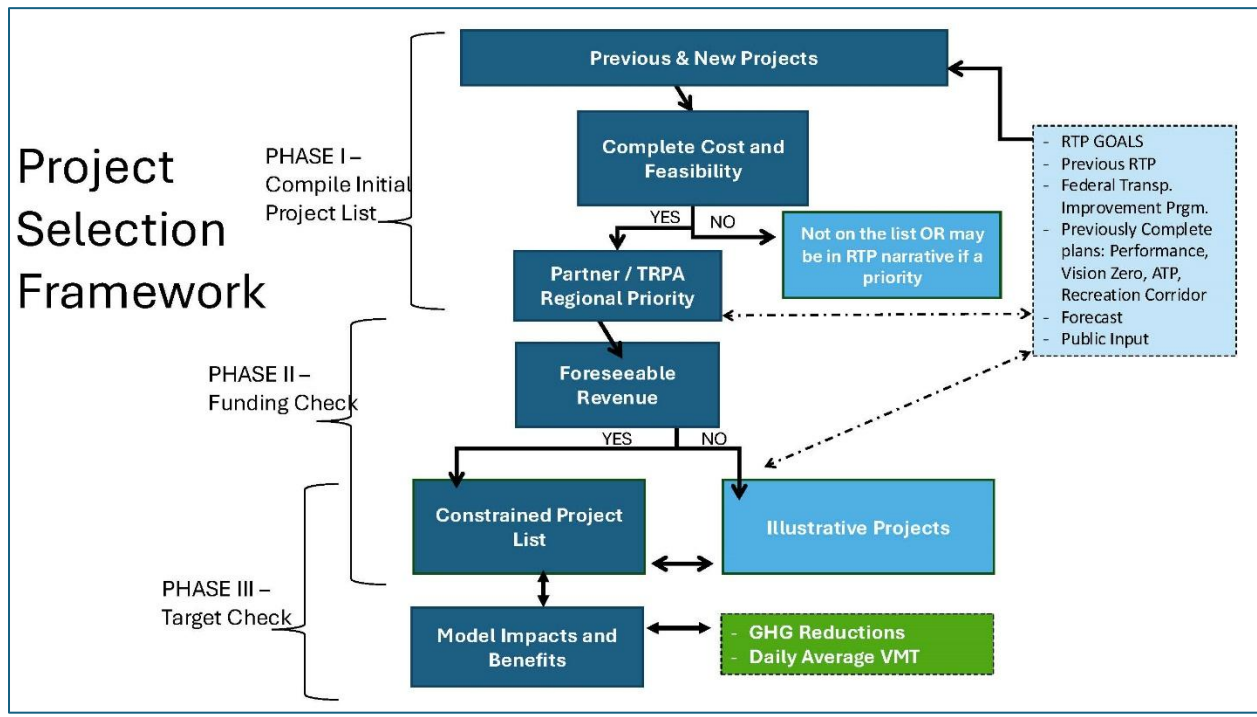 Project
Selection
Framework
PHASE I –
Compile Initial
Project List
Previous & New Projects
Complete Cost and
Feasibility
YES
NO
Not on the list OR may
be in RTP narrative if a
priority
Partner / TRPA
Regional Priority
- RTP GOALS
- Previous RTP
- Federal Transp.
Improvement Prgm.
- Previously Complete
plans: Performance,
Vision Zero, ATP,
Recreation Corridor
- Forecast
- Public Input
PHASE II –
Funding Check
Foreseeable
Revenue
YES
NO
Constrained Project
List
Illustrative Projects
PHASE III –
Target Check
Model Impacts and
Benefits
- GHG Reductions
- Daily Average VMT